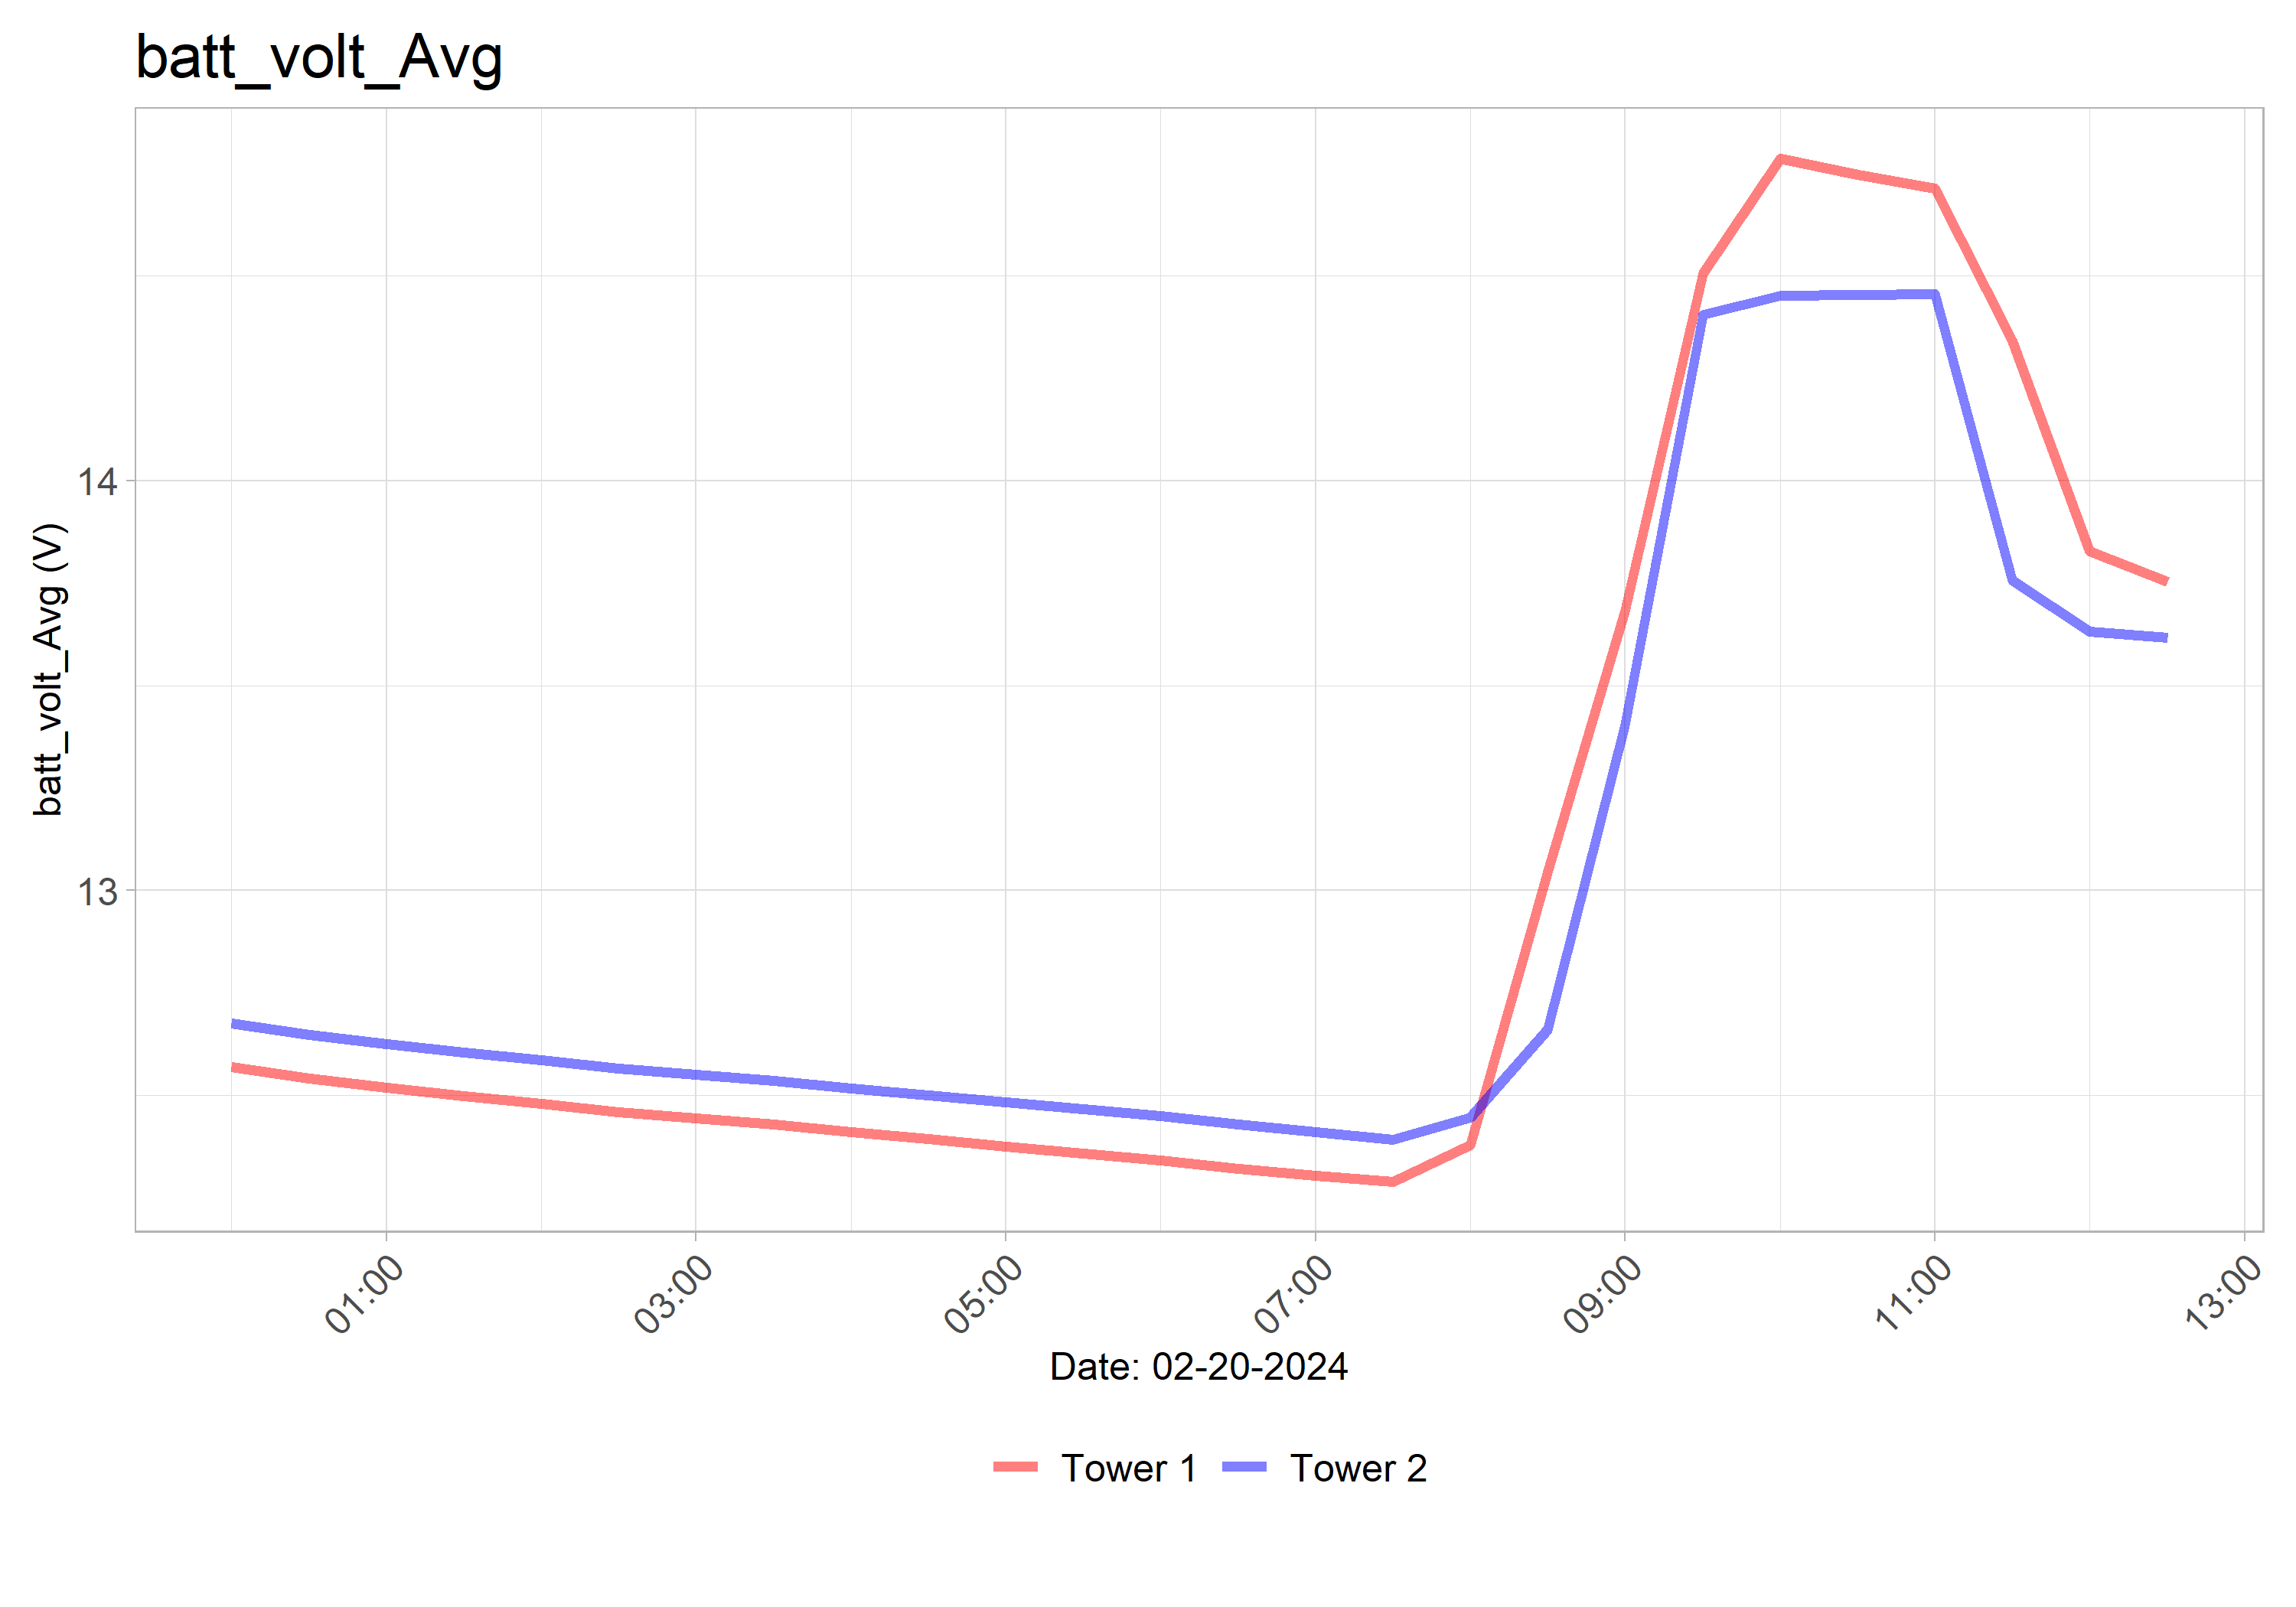 batt_volt_Avg
batt_volt_Avg (V)
14
13
01:00
03:00
05:00
07:00
09:00
11:00
13:00
Date: 02-20-2024
Tower 1
Tower 2